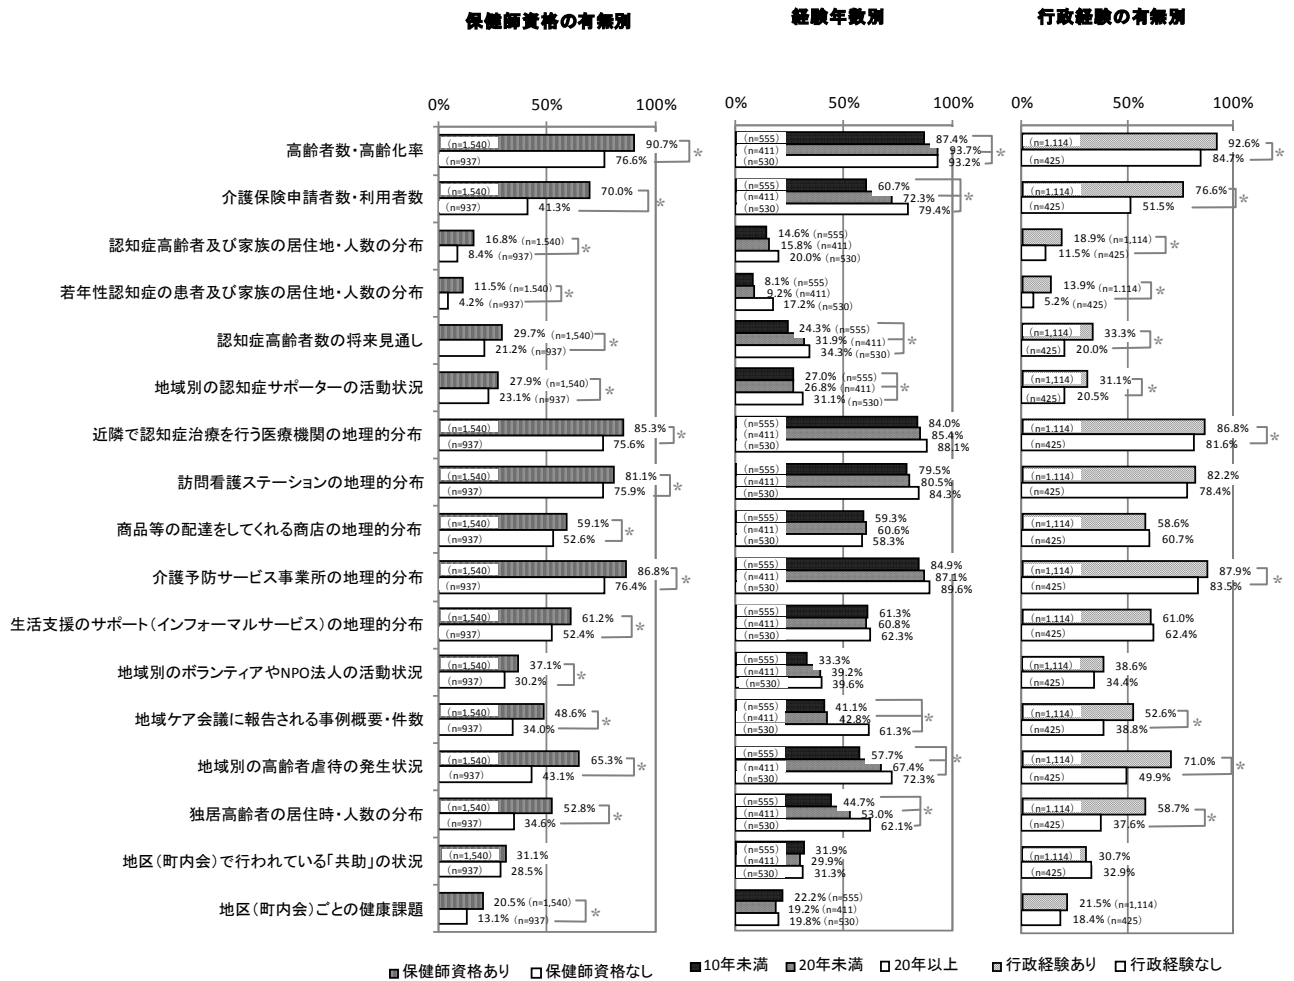 保健師資格の有無別
経験年数別
行政経験の有無別
0% 50% 100%
0% 50% 100%
0% 50% 100%
高齢者数・高齢化率
(n=1,540) 90.7% *
(n=937) 76.6%
(n=555) 87.4%
(n=411) 93.7% *
(n=530) 93.2%
(n=1,114) 92.6% *
(n=425) 84.7%
介護保険申請者数・利用者数
(n=1,540) 70.0% *
(n=937) 41.3%
(n=555) 60.7% *
(n=411) 72.3%
(n=530) 79.4%
(n=1,114) 76.6% *
(n=425) 51.5%
認知症高齢者及び家族の居住地・人数の分布
16.8% (n=1.540) *
8.4% (n=937)
14.6% (n=555)
15.8% (n=411)
20.0% (n=530)
18.9% (n=1,114) *
11.5% (n=425)
若年性認知症の患者及び家族の居住地・人数の分布
11.5% (n=1.540) *
4.2% (n=937)
8.1% (n=555)
9.2% (n=411)
17.2% (n=530)
13.9% (n=1.114) *
5.2% (n=425)
認知症高齢者数の将来見通し
29.7% (n=1,540) *
21.2% (n=937)
24.3% (n=555)
31.9% (n=411) *
34.3% (n=530)
(n=1,114) 33.3% *
(n=425) 20.0%
地域別の認知症サポーターの活動状況
27.9% (n=1,540) *
23.1% (n=937)
27.0% (n=555)
26.8% (n=411) *
31.1% (n=530)
(n=1,114) 31.1% *
(n=425) 20.5%
近隣で認知症治療を行う医療機関の地理的分布
(n=1,540) 85.3% *
(n=937) 75.6%
(n=555) 84.0%
(n=411) 85.4%
(n=530) 88.1%
(n=1,114) 86.8% *
(n=425) 81.6%
訪問看護ステーションの地理的分布
(n=1,540) 81.1% *
(n=937) 75.9%
(n=555) 79.5%
(n=411) 80.5%
(n=530) 84.3%
(n=1,114) 82.2%
(n=425) 78.4%
商品等の配達をしてくれる商店の地理的分布
(n=1,540) 59.1% *
(n=937) 52.6%
(n=555) 59.3%
(n=411) 60.6%
(n=530) 58.3%
(n=1,114) 58.6%
(n=425) 60.7%
介護予防サービス事業所の地理的分布
(n=1,540) 86.8% *
(n=937) 76.4%
(n=555) 84.9%
(n=411) 87.1%
(n=530) 89.6%
(n=1,114) 87.9% *
(n=425) 83.5%
生活支援のサポート(インフォーマルサービス)の地理的分布
(n=1,540) 61.2% *
(n=937) 52.4%
(n=555) 61.3%
(n=411) 60.8%
(n=530) 62.3%
(n=1,114) 61.0%
(n=425) 62.4%
地域別のボランティアやNPO法人の活動状況
(n=1,540) 37.1% *
(n=937) 30.2%
(n=555) 33.3%
(n=411) 39.2%
(n=530) 39.6%
(n=1,114) 38.6%
(n=425) 34.4%
地域ケア会議に報告される事例概要・件数
(n=1,540) 48.6% *
(n=937) 34.0%
(n=555) 41.1%
(n=411) 42.8% *
(n=530) 61.3%
(n=1,114) 52.6% *
(n=425) 38.8%
地域別の高齢者虐待の発生状況
(n=1,540) 65.3% *
(n=937) 43.1%
(n=555) 57.7% *
(n=411) 67.4%
(n=530) 72.3%
(n=1,114) 71.0% *
(n=425) 49.9%
独居高齢者の居住時・人数の分布
(n=1,540) 52.8% *
(n=937) 34.6%
(n=555) 44.7% *
(n=411) 53.0%
(n=530) 62.1%
(n=1,114) 58.7% *
(n=425) 37.6%
地区(町内会)で行われている「共助」の状況
(n=1,540) 31.1%
(n=937) 28.5%
(n=555) 31.9%
(n=411) 29.9%
(n=530) 31.3%
(n=1.114) 30.7%
(n=425) 32.9%
地区(町内会)ごとの健康課題
20.5% (n=1,540) *
13.1% (n=937)
22.2% (n=555)
19.2% (n=411)
19.8% (n=530)
21.5% (n=1,114)
18.4% (n=425)
保健師資格あり 保健師資格なし
10年未満 20年未満 20年以上
行政経験あり 行政経験なし